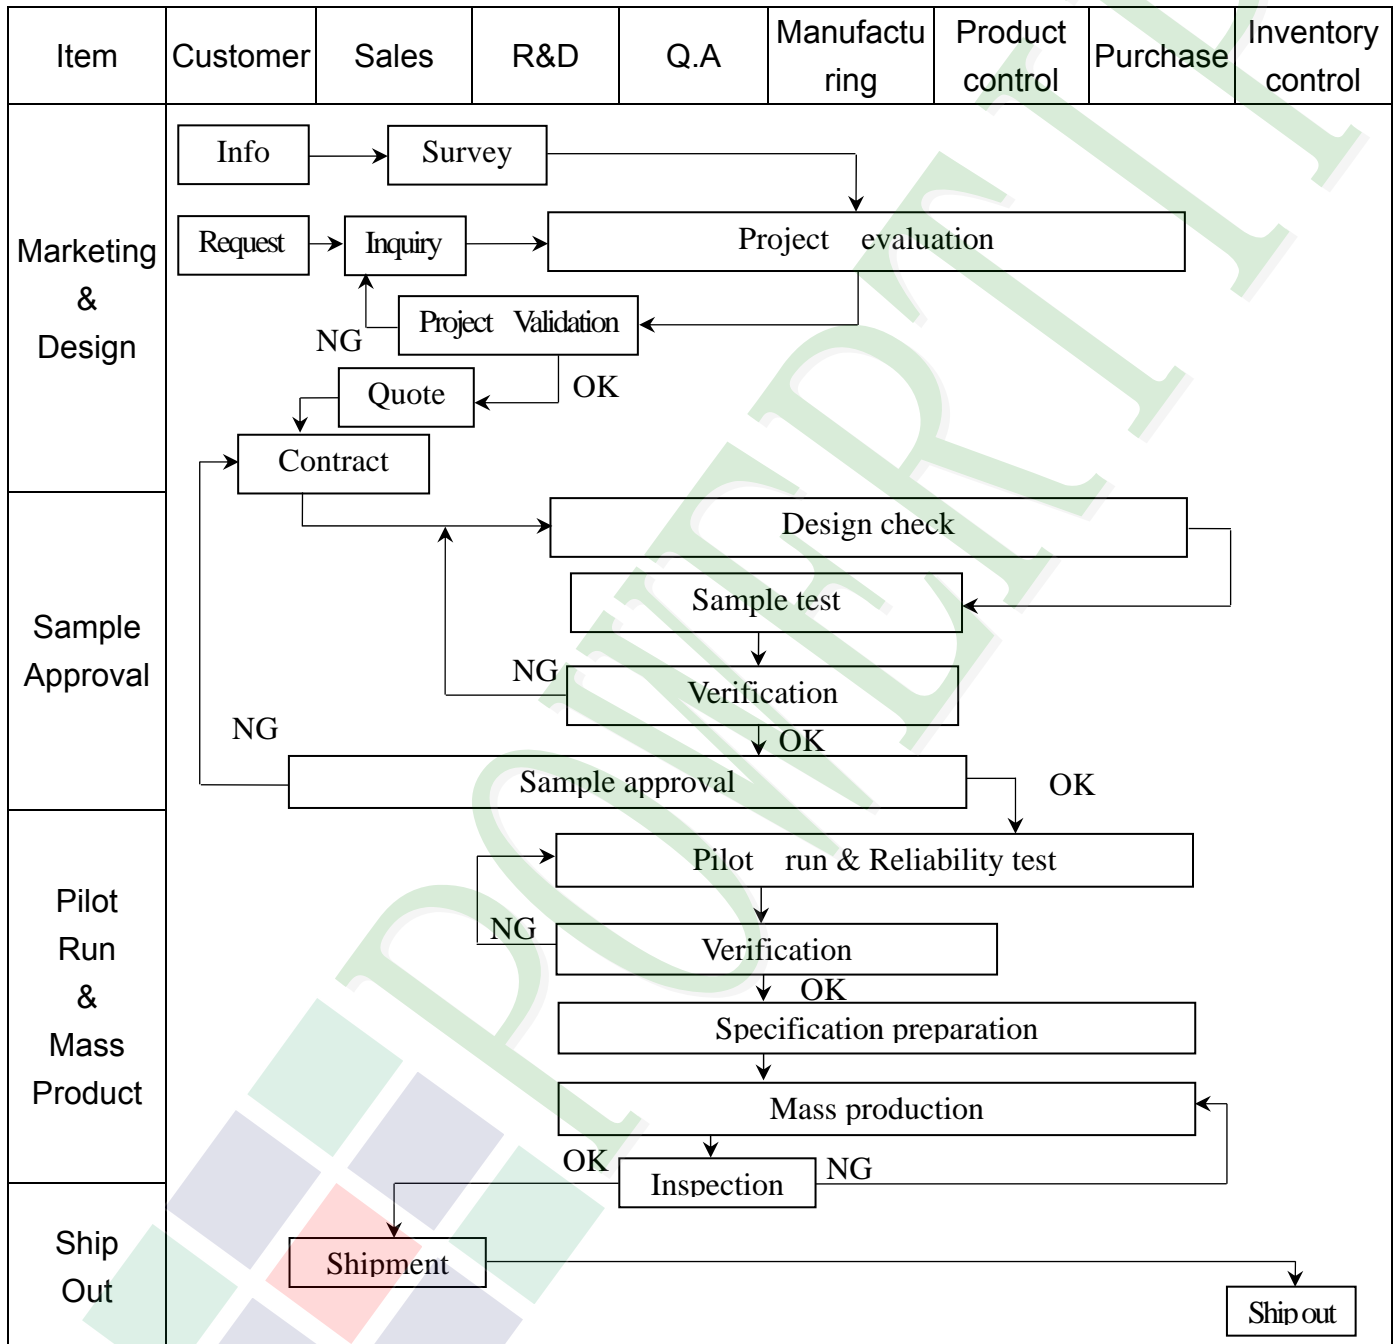 Item Customer Sales R&D Q.A Manufactu
ring Product
control Purchase Inventory
control
Marketing
&
Design
Info Survey
Request Inquiry Project evaluation
Project Validation
NG
OK
Quote
Contract
Sample
Approval
Design check
Sample test
NG
Verification
OK
NG
Sample approval
OK
Pilot
Run
&
Mass
Product
Pilot run & Reliability test
NG
Verification
OK
Specification preparation
Mass production
OK
Inspection
NG
Ship
Out
Shipment
Ship out
POWERTIP